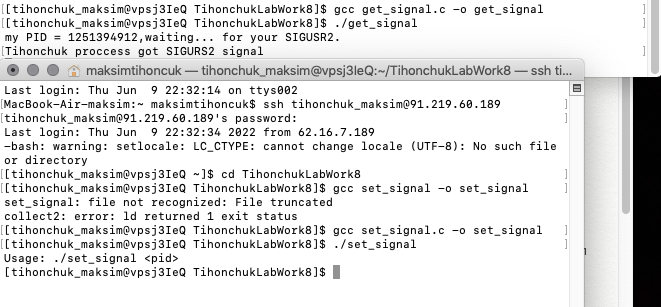 [[tihonchuk_maksim@vpsj3IeQ TihonchukLabWork8]$ gcc get_signal.c -o get_signal ]
[[tihonchuk_maksim@vpsj3IeQ TihonchukLabWork8]$ ./get_signal ]
my PID = 1251394912,waiting... for your SIGUSR2.
Tihonchuk proccess got SIGURS2 signal
maksimtihoncuk — tihonchuk_maksim@vpsj3IeQ:~/TihonchukLabWork8 — ssh ti...
Last login: Thu Jun  9 22:32:14 on ttys002
[MacBook-Air-maksim:~ maksimtihoncuk$ ssh tihonchuk_maksim@91.219.60.189 ]
[tihonchuk_maksim@91.219.60.189's password: ]
Last login: Thu Jun  9 22:32:34 2022 from 62.16.7.189
-bash: warning: setlocale: LC_CTYPE: cannot change locale (UTF-8): No such file
or directory
[[tihonchuk_maksim@vpsj3IeQ ~]$ cd TihonchukLabWork8 ]
[[tihonchuk_maksim@vpsj3IeQ TihonchukLabWork8]$ gcc set_signal -o set_signal ]
set_signal: file not recognized: File truncated
collect2: error: ld returned 1 exit status
[[tihonchuk_maksim@vpsj3IeQ TihonchukLabWork8]$ gcc set_signal.c -o set_signal ]
[[tihonchuk_maksim@vpsj3IeQ TihonchukLabWork8]$ ./set_signal ]
Usage: ./set_signal <pid>
[tihonchuk_maksim@vpsj3IeQ TihonchukLabWork8]$